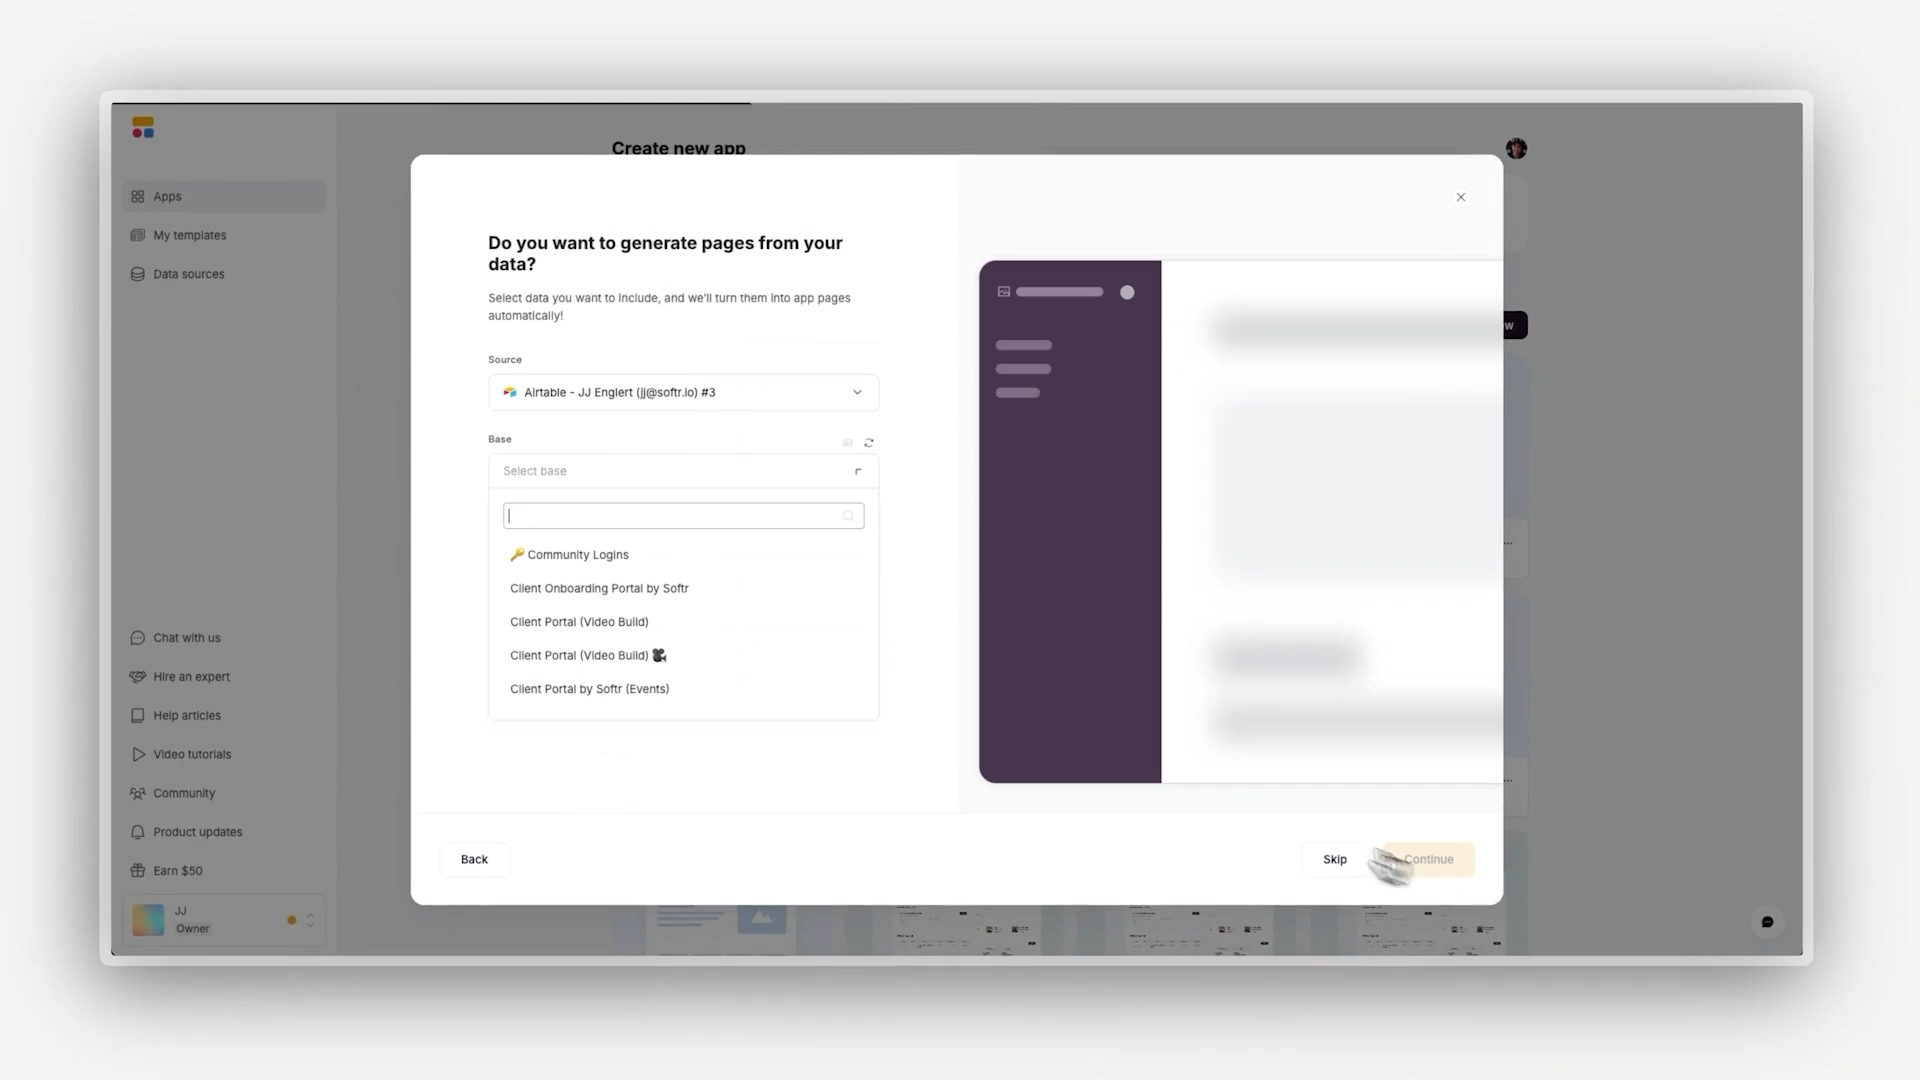 Create new app
Apps
My templates
Data sources
Chat with us
Hire an expert
Help articles
Video tutorials
Community
Product updates
Earn $50
JJ
Owner
Do you want to generate pages from your
data?
Select data you want to include, and we'll turn them into app pages
automatically!
Source
Airtable - JJ Englert (jj@softr.io) #3
Base
Select base
🔑 Community Logins
Client Onboarding Portal by Softr
Client Portal (Video Build)
Client Portal (Video Build) 🎥
Client Portal by Softr (Events)
Back
Skip
Continue